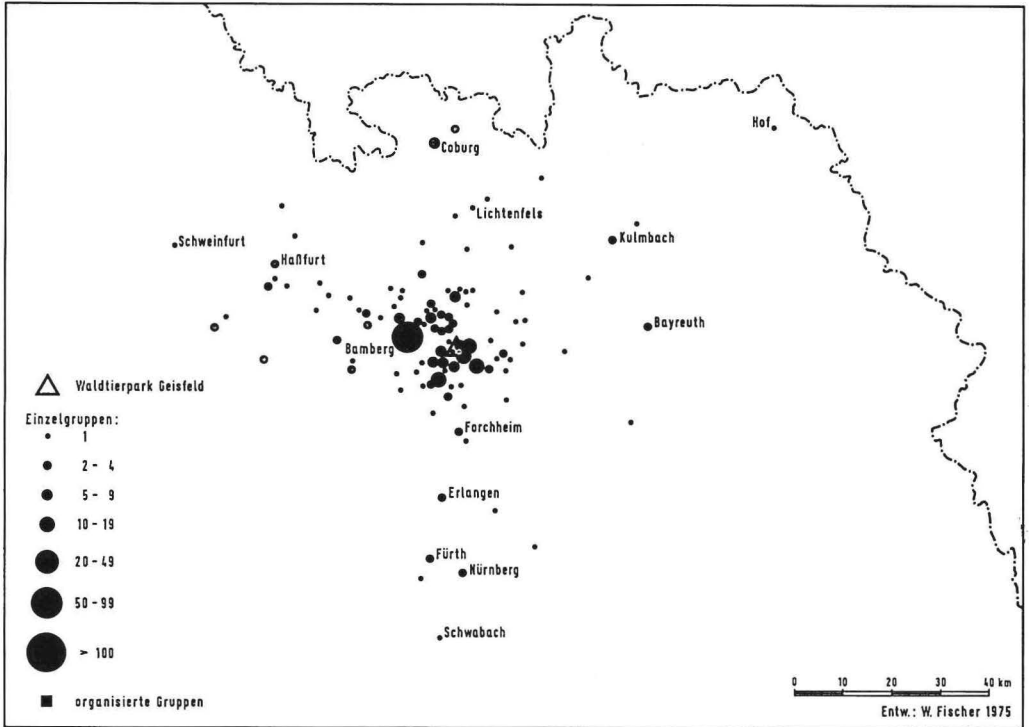 Hof
Coburg
Lichtenfels
Schweinfurt
Kulmbach
Haßfurt
Bayreuth
Bamberg
Waldtierpark Geisfeld
Einzelgruppen:
1
2 - 4
5 - 9
10 - 19
20 - 49
50 - 99
> 100
organisierte Gruppen
Forchheim
Erlangen
Fürth
Nürnberg
Schwabach
0 10 20 30 40 km
Entw.: W. Fischer 1975